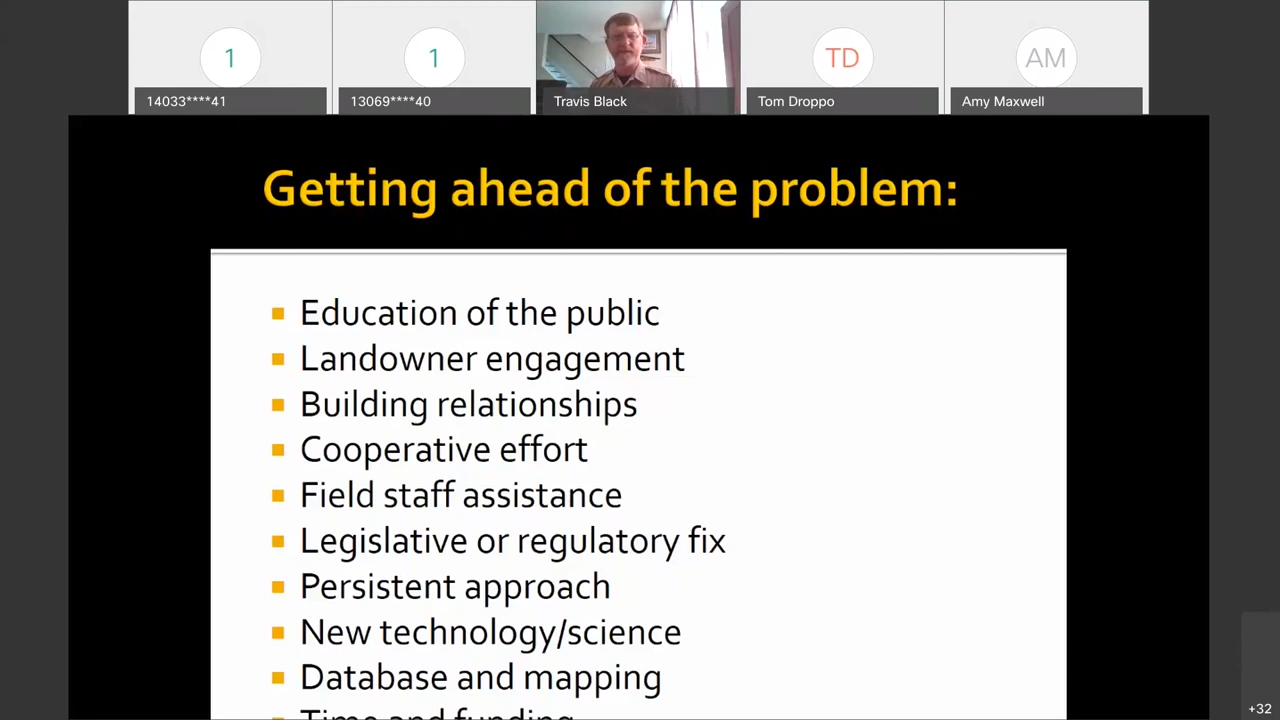 1
1
TD
AM
14033****41
13069****40
Travis Black
Tom Droppo
Amy Maxwell
Getting ahead of the problem:
Education of the public
Landowner engagement
Building relationships
Cooperative effort
Field staff assistance
Legislative or regulatory fix
Persistent approach
New technology/science
Database and mapping
Time and funding
+32